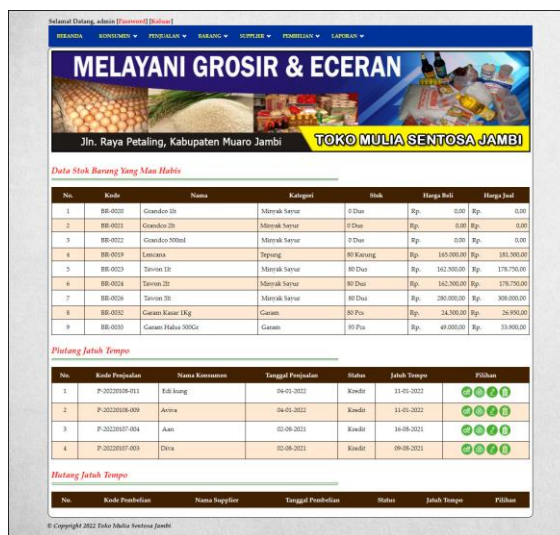 Selamat Datang, admin [Password] [Keluar]
BERANDA KONSUMEN PENJUALAN BARANG SUPPLIER PEMBELIAN LAPORAN
MELAYANI GROSIR & ECERAN
Jln. Raya Petaling, Kabupaten Muaro Jambi
TOKO MULIA SENTOSA JAMBI
Data Stok Barang Yang Mau Habis
No. Kode Nama Kategori Stok Harga Beli Harga Jual
1 BR-0020 Grandco 1lt Minyak Sayur 0 Dus Rp. 0,00 Rp. 0,00
2 BR-0021 Grandco 2lt Minyak Sayur 0 Dus Rp. 0,00 Rp. 0,00
3 BR-0022 Grandco 500ml Minyak Sayur 0 Dus Rp. 0,00 Rp. 0,00
4 BR-0019 Lencana Tepung 80 Karung Rp. 165.000,00 Rp. 181.500,00
5 BR-0023 Tawon 1lt Minyak Sayur 80 Dus Rp. 162.500,00 Rp. 178.750,00
6 BR-0024 Tawon 2lt Minyak Sayur 80 Dus Rp. 162.500,00 Rp. 178.750,00
7 BR-0026 Tawon 5lt Minyak Sayur 80 Dus Rp. 280.000,00 Rp. 308.000,00
8 BR-0032 Garam Kasar 1Kg Garam 80 Pcs Rp. 24.500,00 Rp. 26.950,00
9 BR-0033 Garam Halus 500Gr Garam 95 Pcs Rp. 49.000,00 Rp. 53.900,00
Piutang Jatuh Tempo
No. Kode Penjualan Nama Konsumen Tanggal Penjualan Status Jatuh Tempo Pilihan
1 P-20220108-011 Edi kung 04-01-2022 Kredit 11-01-2022
2 P-20220108-009 Aviva 04-01-2022 Kredit 11-01-2022
3 P-20220107-004 Aan 02-08-2021 Kredit 16-08-2021
4 P-20220107-003 Diva 02-08-2021 Kredit 09-08-2021
Hutang Jatuh Tempo
No. Kode Pembelian Nama Supplier Tanggal Pembelian Status Jatuh Tempo Pilihan
© Copyright 2022 Toko Mulia Sentosa Jambi